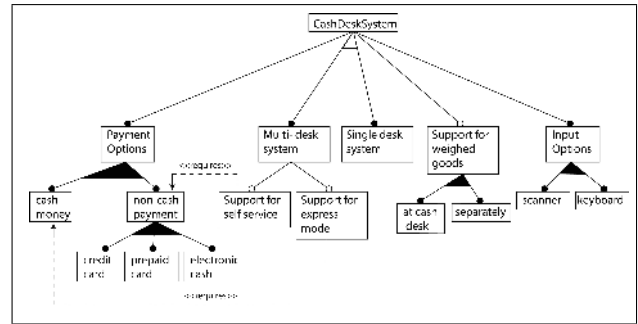 CashDeskSystem
Payment
Options
Multi-desk
system
Single desk
system
Support for
weighed
goods
Input
Options
<<requires>>
cash
money
non-cash
payment
Support for
self service
Support for
express
mode
at cash
desk
separately
scanner
keyboard
credit
card
prepaid
card
electronic
cash
<<requires>>